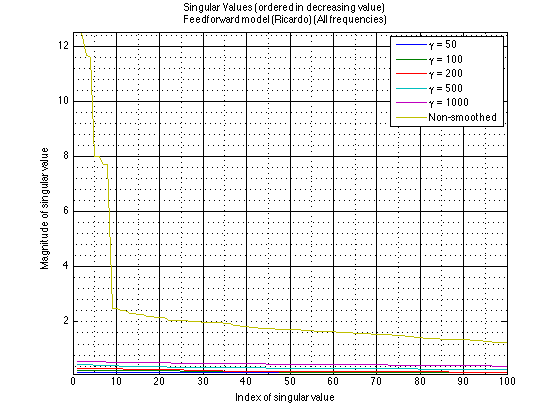 Singular Values (ordered in decreasing value)
Feedforward model (Ricardo) (All frequencies)
12
10
8
6
4
2
0
10
20
30
40
50
60
70
80
90
100
Magnitude of singular value
Index of singular value
γ = 50
γ = 100
γ = 200
γ = 500
γ = 1000
Non-smoothed